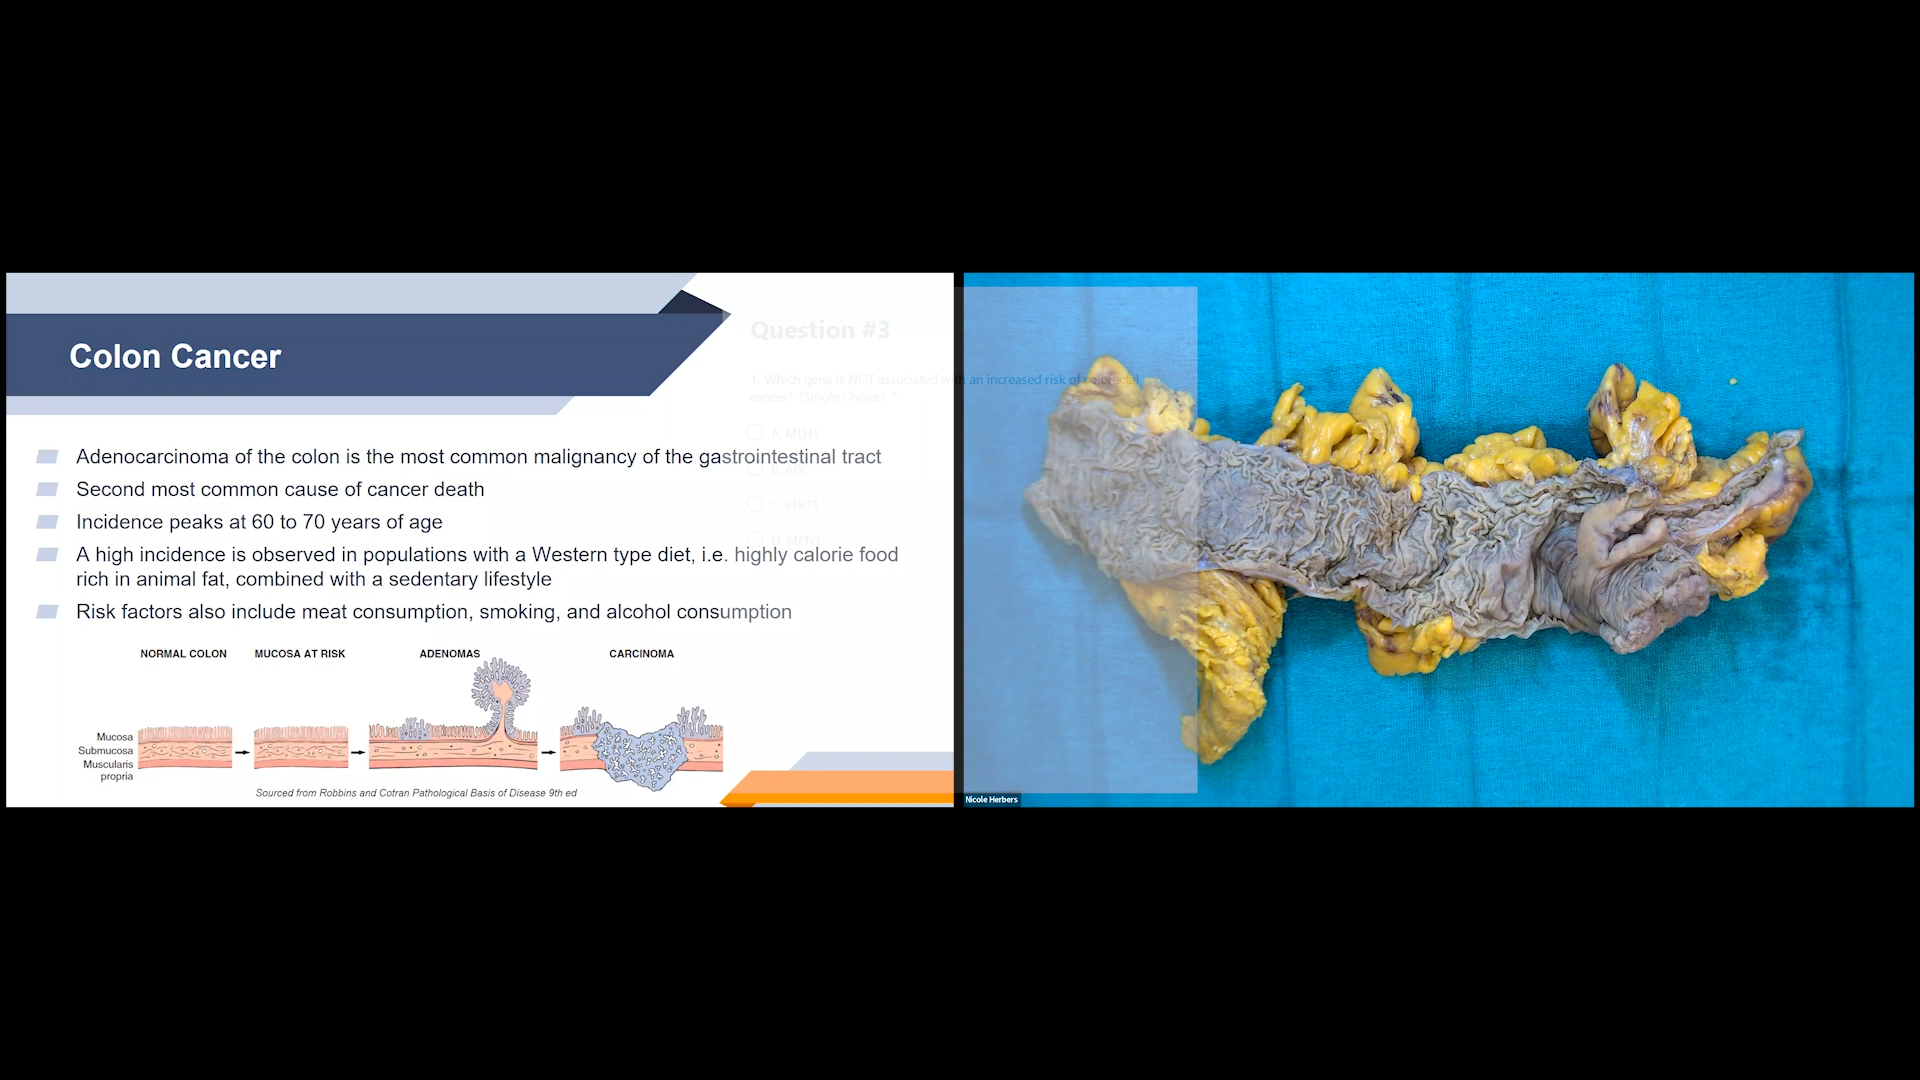 Colon Cancer
Adenocarcinoma of the colon is the most common malignancy of the gastrointestinal tract
Second most common cause of cancer death
Incidence peaks at 60 to 70 years of age
A high incidence is observed in populations with a Western type diet, i.e. highly calorie food
rich in animal fat, combined with a sedentary lifestyle
Risk factors also include meat consumption, smoking, and alcohol consumption
NORMAL COLON MUCOSA AT RISK ADENOMAS CARCINOMA
Mucosa
Submucosa
Muscularis
propria
Sourced from Robbins and Cotran Pathological Basis of Disease 9th ed
Question #3
1. Which gene is NOT associated with an increased risk of colorectal
cancer? (Single Choice) *
A. MLH1
B. APC
C. STK11
D. MEN1
Nicole Herbers